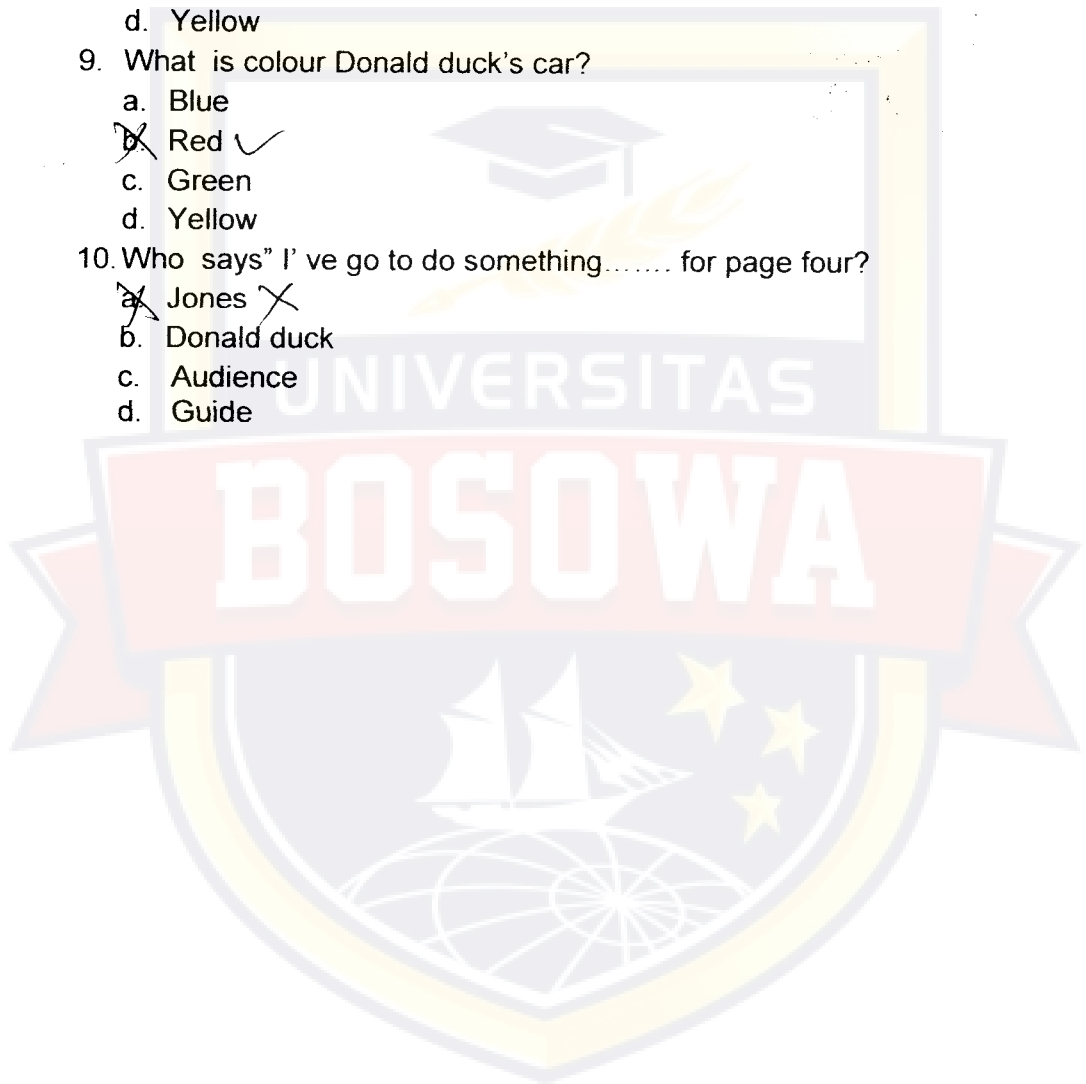 d. Yellow
9. What is colour Donald duck's car?
a. Blue
b. Red ✓
c. Green
d. Yellow
10. Who says" I' ve go to do something....... for page four?
a. Jones X
b. Donald duck
c. Audience
d. Guide
UNIVERSITAS
BOSOWA